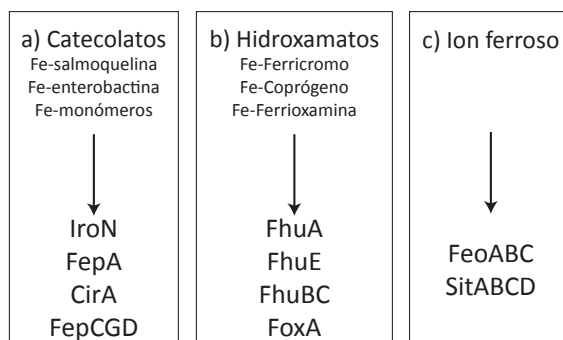 a) Catecolatos
Fe-salmoquelina
Fe-enterobactina
Fe-monómeros
IroN
FepA
CirA
FepCGD
b) Hidroxamatos
Fe-Ferricromo
Fe-Coprógeno
Fe-Ferrioxamina
FhuA
FhuE
FhuBC
FoxA
c) Ion ferroso
FeoABC
SitABCD